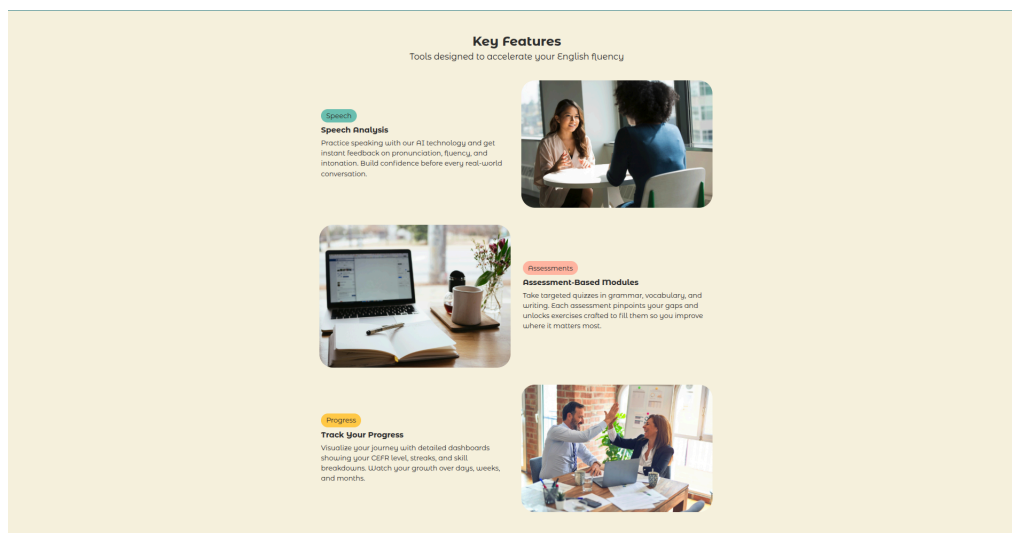 Key Features
Tools designed to accelerate your English fluency
Speech
Speech Analysis
Practice speaking with our AI technology and get
instant feedback on pronunciation, fluency, and
intonation. Build confidence before every real-world
conversation.
Assessments
Assessment-Based Modules
Take targeted quizzes in grammar, vocabulary, and
writing. Each assessment pinpoints your gaps and
unlocks exercises crafted to fill them so you improve
where it matters most.
Progress
Track Your Progress
Visualize your journey with detailed dashboards
showing your CEFR level, streaks, and skill
breakdowns. Watch your growth over days, weeks,
and months.